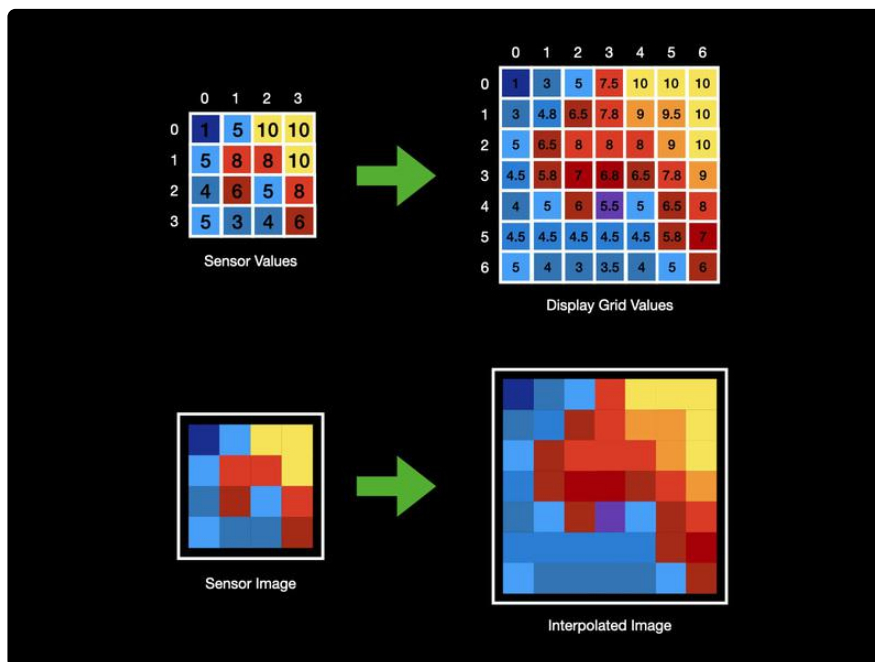 0 1 2 3
0 1 5 10 10
1 5 8 8 10
2 4 6 5 8
3 5 3 4 6
Sensor Values
0 1 2 3 4 5 6
0 1 3 5 7.5 10 10 10
1 3 4.8 6.5 7.8 9 9.5 10
2 5 6.5 8 8 8 9 10
3 4.5 5.8 7 6.8 6.5 7.8 9
4 4 5 6 5.5 5 6.5 8
5 4.5 4.5 4.5 4.5 4.5 5.8 7
6 5 4 3 3.5 4 5 6
Display Grid Values
Sensor Image
Interpolated Image